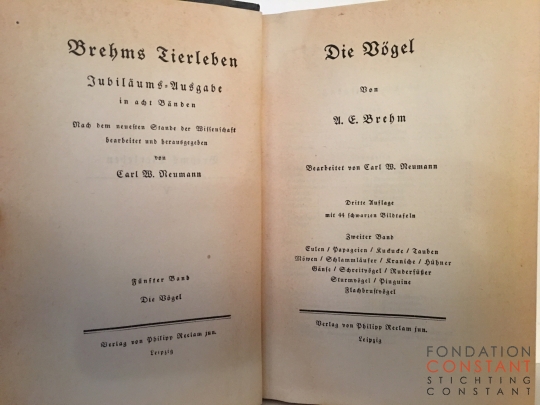 Brehms Tierleben
Jubiläums-Ausgabe
in acht Bänden
Nach dem neuesten Stande der Wissenschaft
bearbeitet und herausgegeben
von
Carl W. Neumann
Fünfter Band
Die Vögel
Verlag von Philipp Reclam jun.
Leipzig
Die Vögel
Von
A. E. Brehm
Bearbeitet von Carl W. Neumann
Dritte Auflage
mit 44 schwarzen Bildtafeln
Zweiter Band
Eulen / Papageien / Kuckucke / Tauben
Möwen / Schlammläufer / Kraniche / Hühner
Gänse / Schreitvögel / Ruderfüßer
Sturmvögel / Pinguine
Flachbrustvögel
Verlag von Philipp Reclam jun.
Leipzig
FONDATION
CONSTANT
STICHTING
CONSTANT